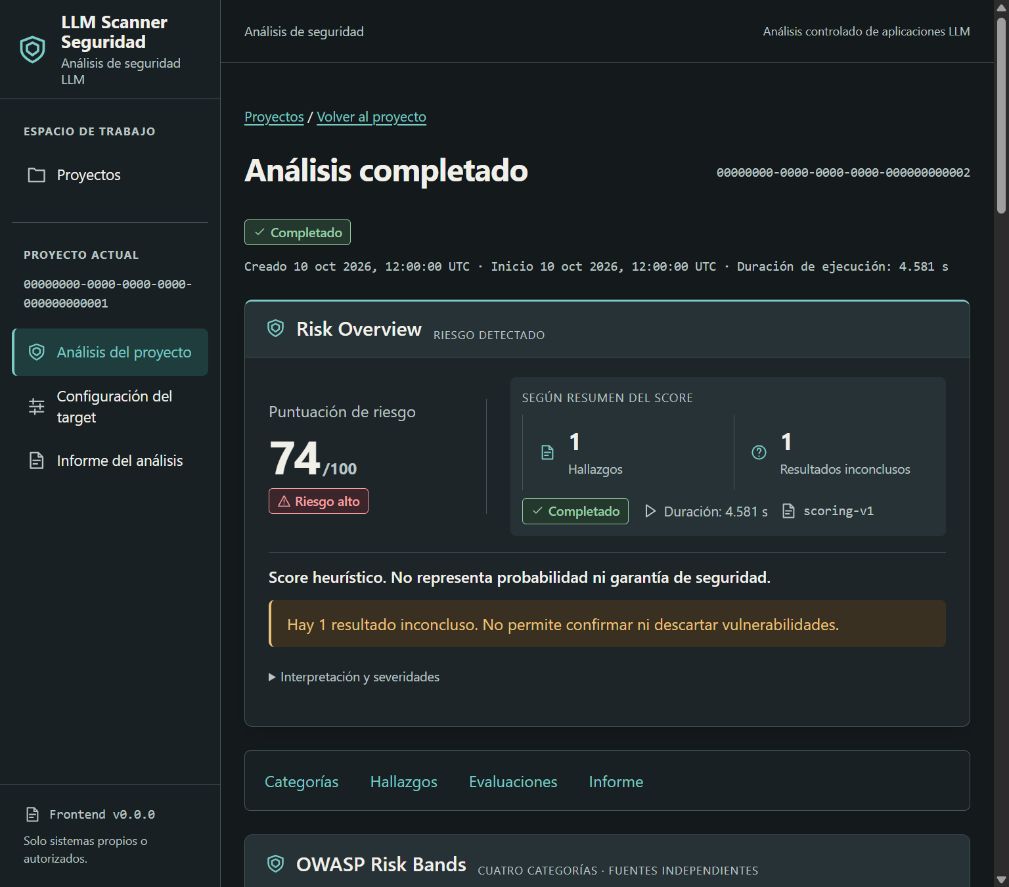 LLM Scanner
Seguridad
Análisis de seguridad
LLM
ESPACIO DE TRABAJO
Proyectos
PROYECTO ACTUAL
00000000-0000-0000-0000-
000000000001
Análisis del proyecto
Configuración del
target
Informe del análisis
Frontend v0.0.0
Solo sistemas propios o
autorizados.
Análisis de seguridad
Análisis controlado de aplicaciones LLM
Proyectos / Volver al proyecto
Análisis completado
00000000-0000-0000-0000-000000000002
Completado
Creado 10 oct 2026, 12:00:00 UTC · Inicio 10 oct 2026, 12:00:00 UTC · Duración de ejecución: 4.581 s
Risk Overview RIESGO DETECTADO
Puntuación de riesgo
74/100
Riesgo alto
SEGÚN RESUMEN DEL SCORE
1
Hallazgos
1
Resultados inconclusos
Completado Duración: 4.581 s scoring-v1
Score heurístico. No representa probabilidad ni garantía de seguridad.
Hay 1 resultado inconcluso. No permite confirmar ni descartar vulnerabilidades.
Interpretación y severidades
Categorías Hallazgos Evaluaciones Informe
OWASP Risk Bands CUATRO CATEGORÍAS · FUENTES INDEPENDIENTES